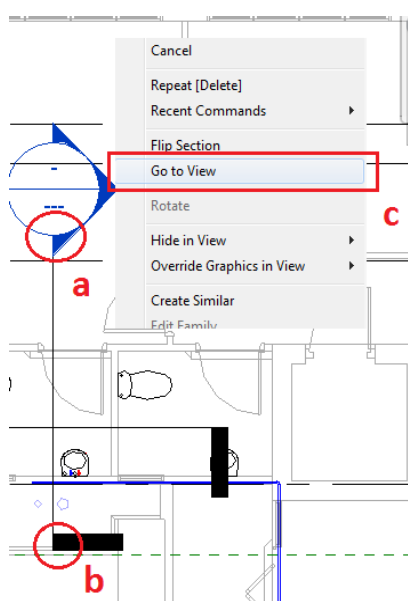 Cancel
Repeat [Delete]
Recent Commands
Flip Section
Go to View
Rotate
Hide in View
Override Graphics in View
Create Similar
Edit Family
-
---
a
b
c